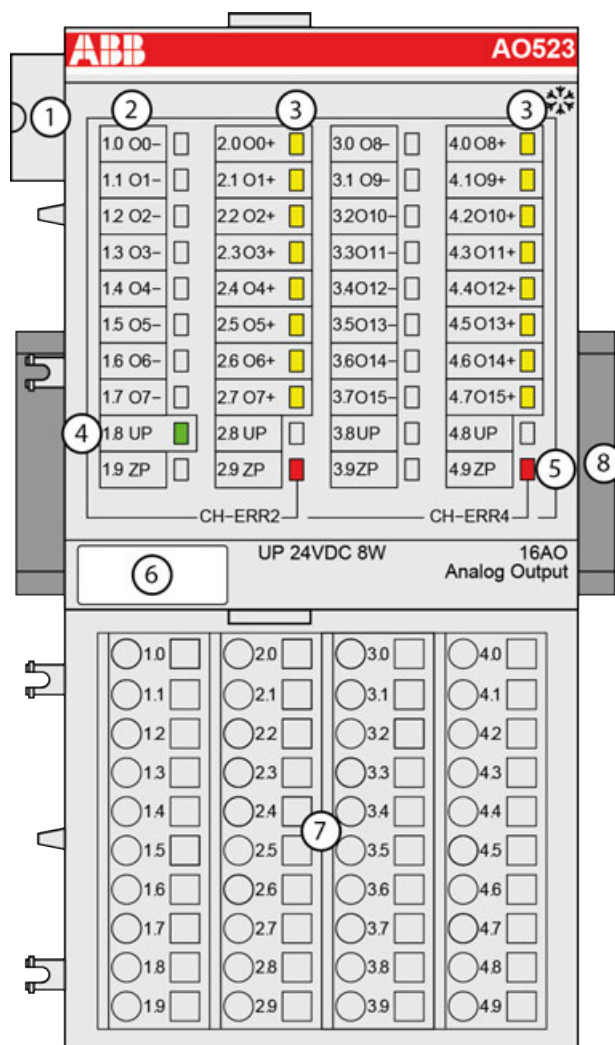 ABB AO523
1 2 3 3
1.0 O0- 2.0 O0+ 3.0 O8- 4.0 O8+
1.1 O1- 2.1 O1+ 3.1 O9- 4.1 O9+
1.2 O2- 2.2 O2+ 3.2 O10- 4.2 O10+
1.3 O3- 2.3 O3+ 3.3 O11- 4.3 O11+
1.4 O4- 2.4 O4+ 3.4 O12- 4.4 O12+
1.5 O5- 2.5 O5+ 3.5 O13- 4.5 O13+
1.6 O6- 2.6 O6+ 3.6 O14- 4.6 O14+
1.7 O7- 2.7 O7+ 3.7 O15- 4.7 O15+
4 1.8 UP 2.8 UP 3.8 UP 4.8 UP
1.9 ZP 2.9 ZP 3.9 ZP 4.9 ZP 5 8
CH-ERR2 CH-ERR4
6 UP 24VDC 8W 16AO
Analog Output
1.0 2.0 3.0 4.0
1.1 2.1 3.1 4.1
1.2 2.2 3.2 4.2
1.3 2.3 3.3 4.3
1.4 2.4 3.4 4.4
7
1.5 2.5 3.5 4.5
1.6 2.6 3.6 4.6
1.7 2.7 3.7 4.7
1.8 2.8 3.8 4.8
1.9 2.9 3.9 4.9